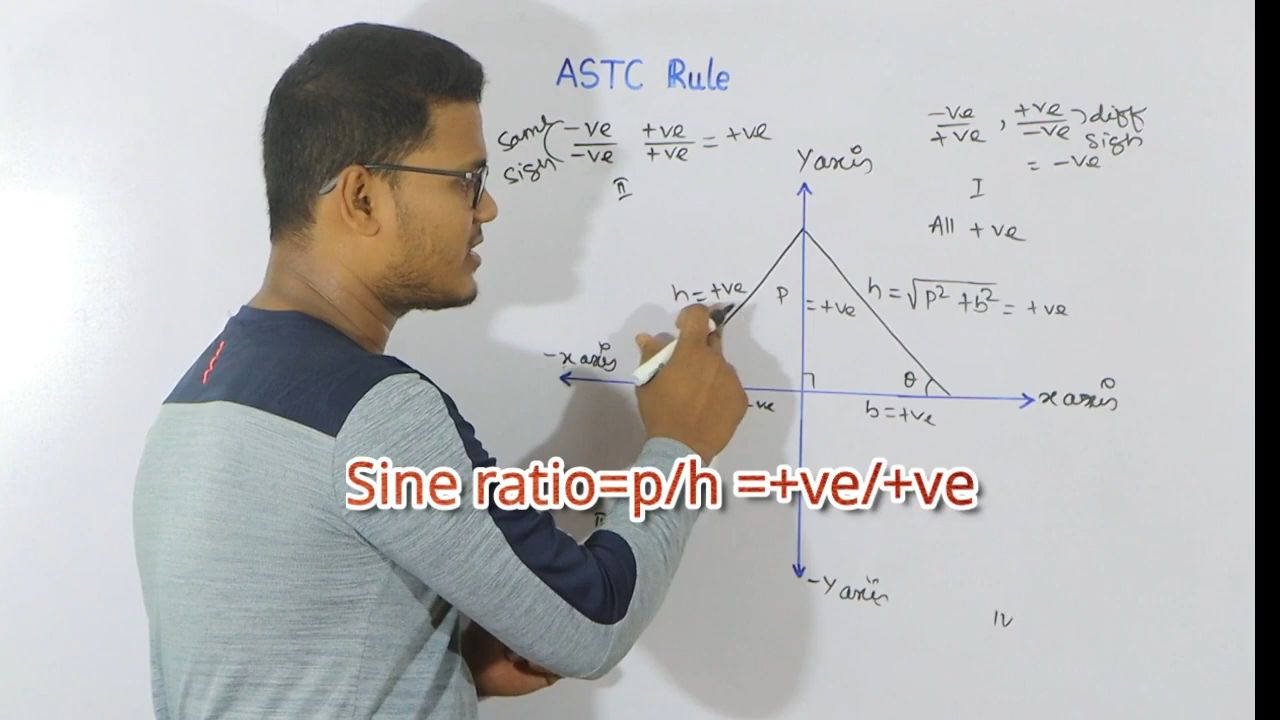 ASTC Rule
same sign ( -ve/-ve +ve/+ve = +ve
-ve/+ve , +ve/-ve ) diff sign
= -ve
Y axis
II
I
All +ve
h = +ve
p = +ve
h = √p² + b² = +ve
-x axis
θ
x axis
-ve
b = +ve
Sine ratio=p/h =+ve/+ve
-Y axis
IV